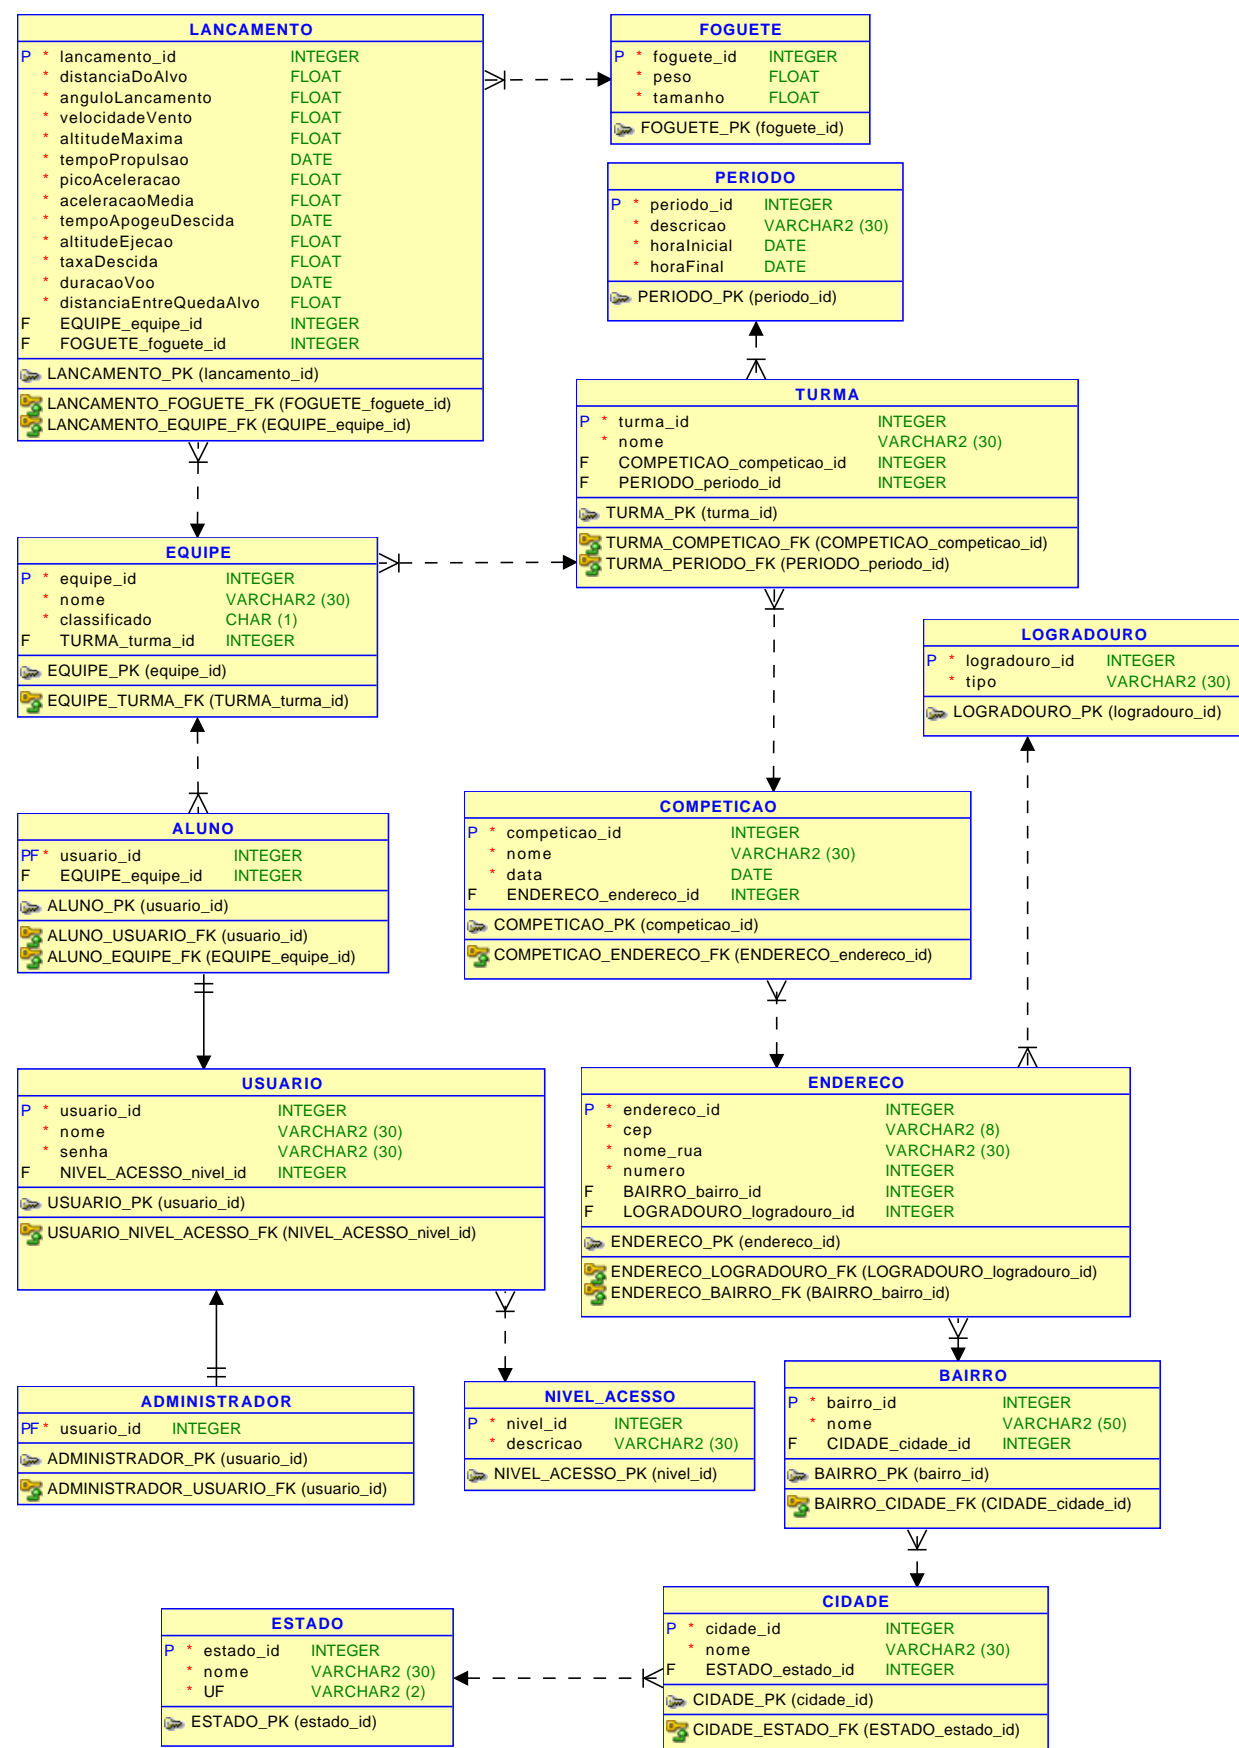 LANCAMENTO
P * lancamento_id INTEGER
* distanciaDoAlvo FLOAT
* anguloLancamento FLOAT
* velocidadeVento FLOAT
* altitudeMaxima FLOAT
* tempoPropulsao DATE
* picoAceleracao FLOAT
* aceleracaoMedia FLOAT
* tempoApogeuDescida DATE
* altitudeEjecao FLOAT
* taxaDescida FLOAT
* duracaoVoo DATE
* distanciaEntreQuedaAlvo FLOAT
F EQUIPE_equipe_id INTEGER
F FOGUETE_foguete_id INTEGER
LANCAMENTO_PK (lancamento_id)
LANCAMENTO_FOGUETE_FK (FOGUETE_foguete_id)
LANCAMENTO_EQUIPE_FK (EQUIPE_equipe_id)
FOGUETE
P * foguete_id INTEGER
* peso FLOAT
* tamanho FLOAT
FOGUETE_PK (foguete_id)
PERIODO
P * periodo_id INTEGER
* descricao VARCHAR2 (30)
* horaInicial DATE
* horaFinal DATE
PERIODO_PK (periodo_id)
TURMA
P * turma_id INTEGER
* nome VARCHAR2 (30)
F COMPETICAO_competicao_id INTEGER
F PERIODO_periodo_id INTEGER
TURMA_PK (turma_id)
TURMA_COMPETICAO_FK (COMPETICAO_competicao_id)
TURMA_PERIODO_FK (PERIODO_periodo_id)
EQUIPE
P * equipe_id INTEGER
* nome VARCHAR2 (30)
* classificado CHAR (1)
F TURMA_turma_id INTEGER
EQUIPE_PK (equipe_id)
EQUIPE_TURMA_FK (TURMA_turma_id)
LOGRADOURO
P * logradouro_id INTEGER
* tipo VARCHAR2 (30)
LOGRADOURO_PK (logradouro_id)
COMPETICAO
P * competicao_id INTEGER
* nome VARCHAR2 (30)
* data DATE
F ENDERECO_endereco_id INTEGER
COMPETICAO_PK (competicao_id)
COMPETICAO_ENDERECO_FK (ENDERECO_endereco_id)
ALUNO
PF * usuario_id INTEGER
F EQUIPE_equipe_id INTEGER
ALUNO_PK (usuario_id)
ALUNO_USUARIO_FK (usuario_id)
ALUNO_EQUIPE_FK (EQUIPE_equipe_id)
USUARIO
P * usuario_id INTEGER
* nome VARCHAR2 (30)
* senha VARCHAR2 (30)
F NIVEL_ACESSO_nivel_id INTEGER
USUARIO_PK (usuario_id)
USUARIO_NIVEL_ACESSO_FK (NIVEL_ACESSO_nivel_id)
ENDERECO
P * endereco_id INTEGER
* cep VARCHAR2 (8)
* nome_rua VARCHAR2 (30)
* numero INTEGER
F BAIRRO_bairro_id INTEGER
F LOGRADOURO_logradouro_id INTEGER
ENDERECO_PK (endereco_id)
ENDERECO_LOGRADOURO_FK (LOGRADOURO_logradouro_id)
ENDERECO_BAIRRO_FK (BAIRRO_bairro_id)
ADMINISTRADOR
PF * usuario_id INTEGER
ADMINISTRADOR_PK (usuario_id)
ADMINISTRADOR_USUARIO_FK (usuario_id)
NIVEL_ACESSO
P * nivel_id INTEGER
* descricao VARCHAR2 (30)
NIVEL_ACESSO_PK (nivel_id)
BAIRRO
P * bairro_id INTEGER
* nome VARCHAR2 (50)
F CIDADE_cidade_id INTEGER
BAIRRO_PK (bairro_id)
BAIRRO_CIDADE_FK (CIDADE_cidade_id)
ESTADO
P * estado_id INTEGER
* nome VARCHAR2 (30)
* UF VARCHAR2 (2)
ESTADO_PK (estado_id)
CIDADE
P * cidade_id INTEGER
* nome VARCHAR2 (30)
F ESTADO_estado_id INTEGER
CIDADE_PK (cidade_id)
CIDADE_ESTADO_FK (ESTADO_estado_id)